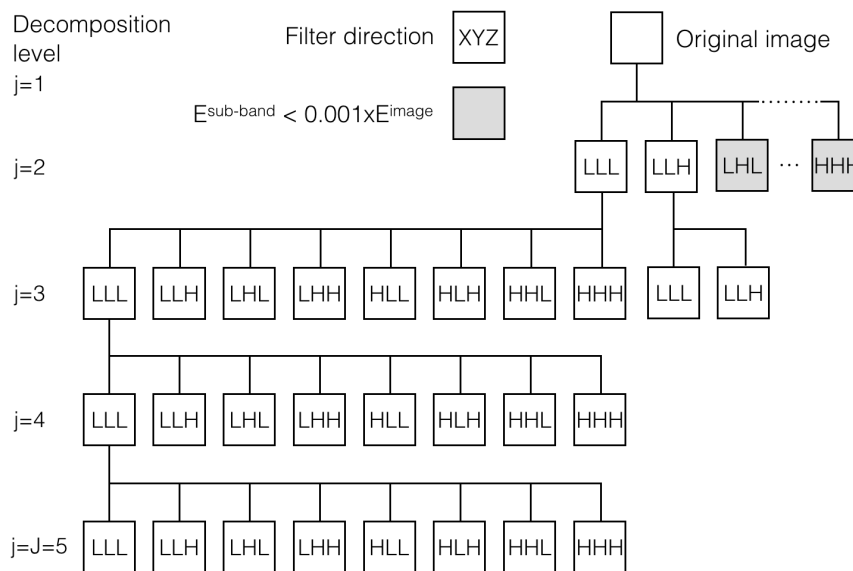 Decomposition
level
Filter direction XYZ
Original image
j=1
E^sub-band < 0.001xE^image
j=2 LLL LLH LHL ··· HHH
j=3 LLL LLH LHL LHH HLL HLH HHL HHH LLL LLH
j=4 LLL LLH LHL LHH HLL HLH HHL HHH
j=J=5 LLL LLH LHL LHH HLL HLH HHL HHH